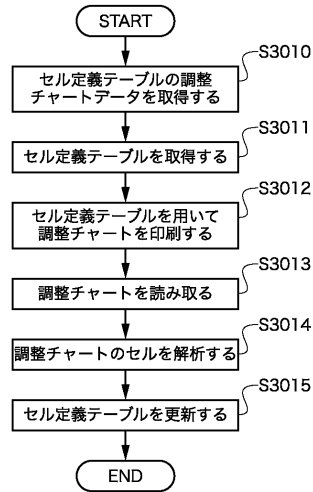 START
S3010
セル定義テーブルの調整
チャートデータを取得する
S3011
セル定義テーブルを取得する
S3012
セル定義テーブルを用いて
調整チャートを印刷する
S3013
調整チャートを読み取る
S3014
調整チャートのセルを解析する
S3015
セル定義テーブルを更新する
END